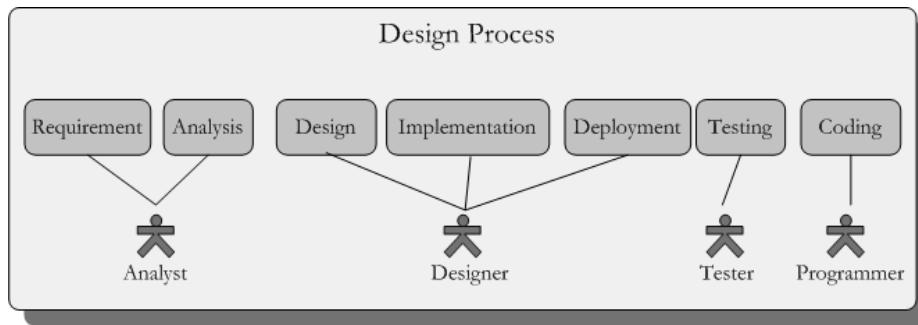 Design Process
Requirement
Analysis
Design
Implementation
Deployment
Testing
Coding
Analyst
Designer
Tester
Programmer